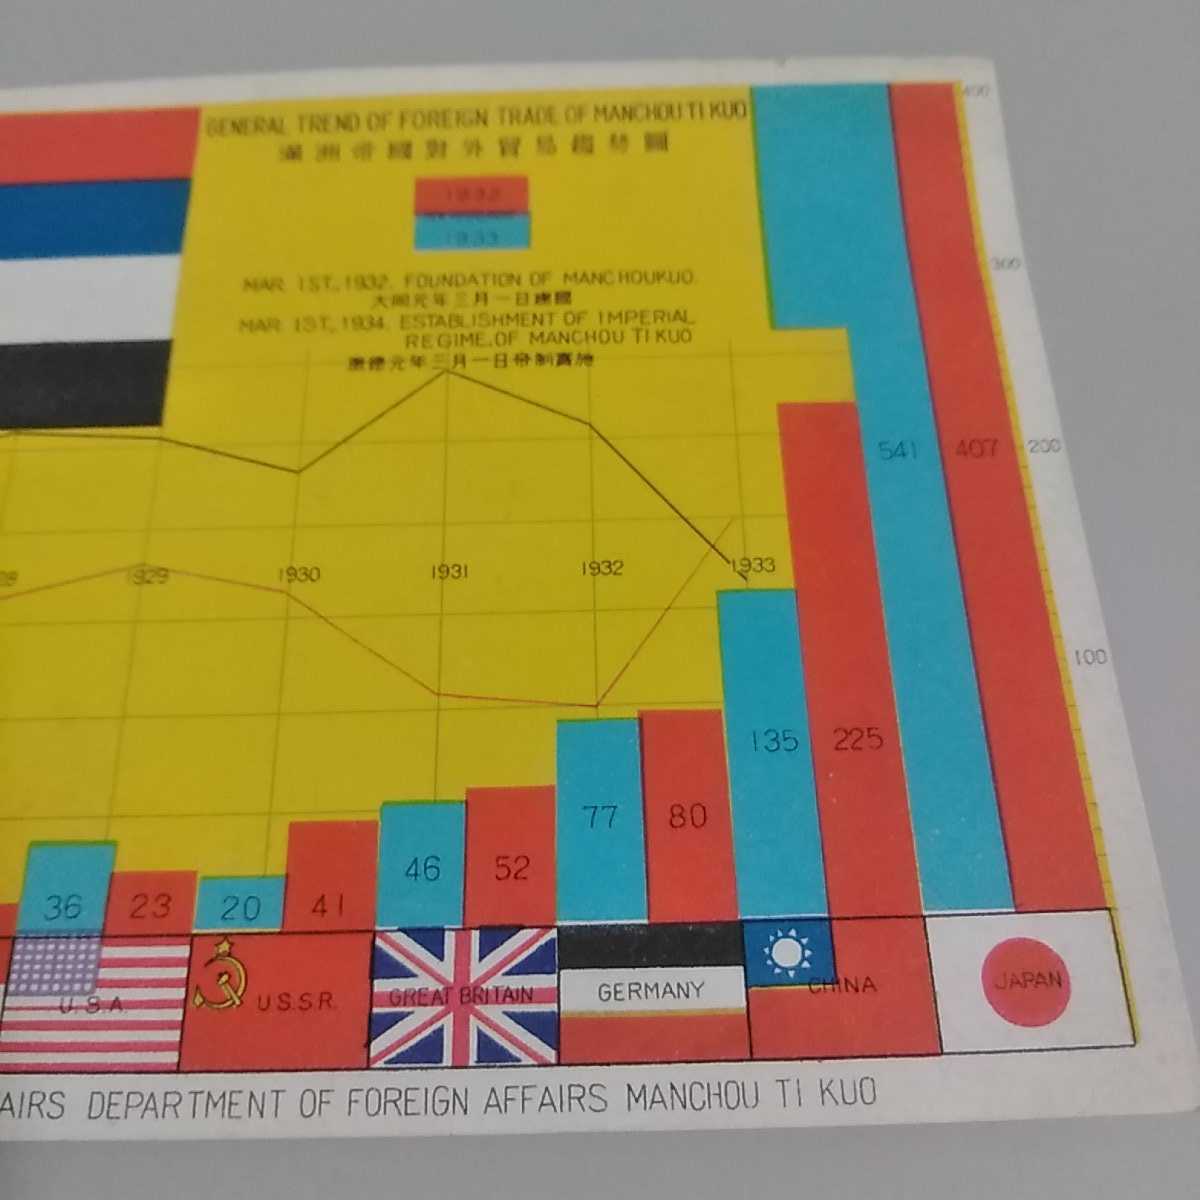 GENERAL TREND OF FOREIGN TRADE OF MANCHOU TI KUO
滿洲帝國對外貿易趨勢圖
1932
1933
MAR. 1ST., 1932. FOUNDATION OF MANCHOUKUO.
大同元年三月一日建國
MAR. 1ST., 1934. ESTABLISHMENT OF IMPERIAL
REGIME, OF MANCHOU TI KUO
康德元年三月一日帝制實施
400
300
200
100
1929
1930
1931
1932
1933
541
407
135
225
77
80
46
52
20
41
36
23
U.S.A.
U.S.S.R.
GREAT BRITAIN
GERMANY
CHINA
JAPAN
AIRS DEPARTMENT OF FOREIGN AFFAIRS MANCHOU TI KUO